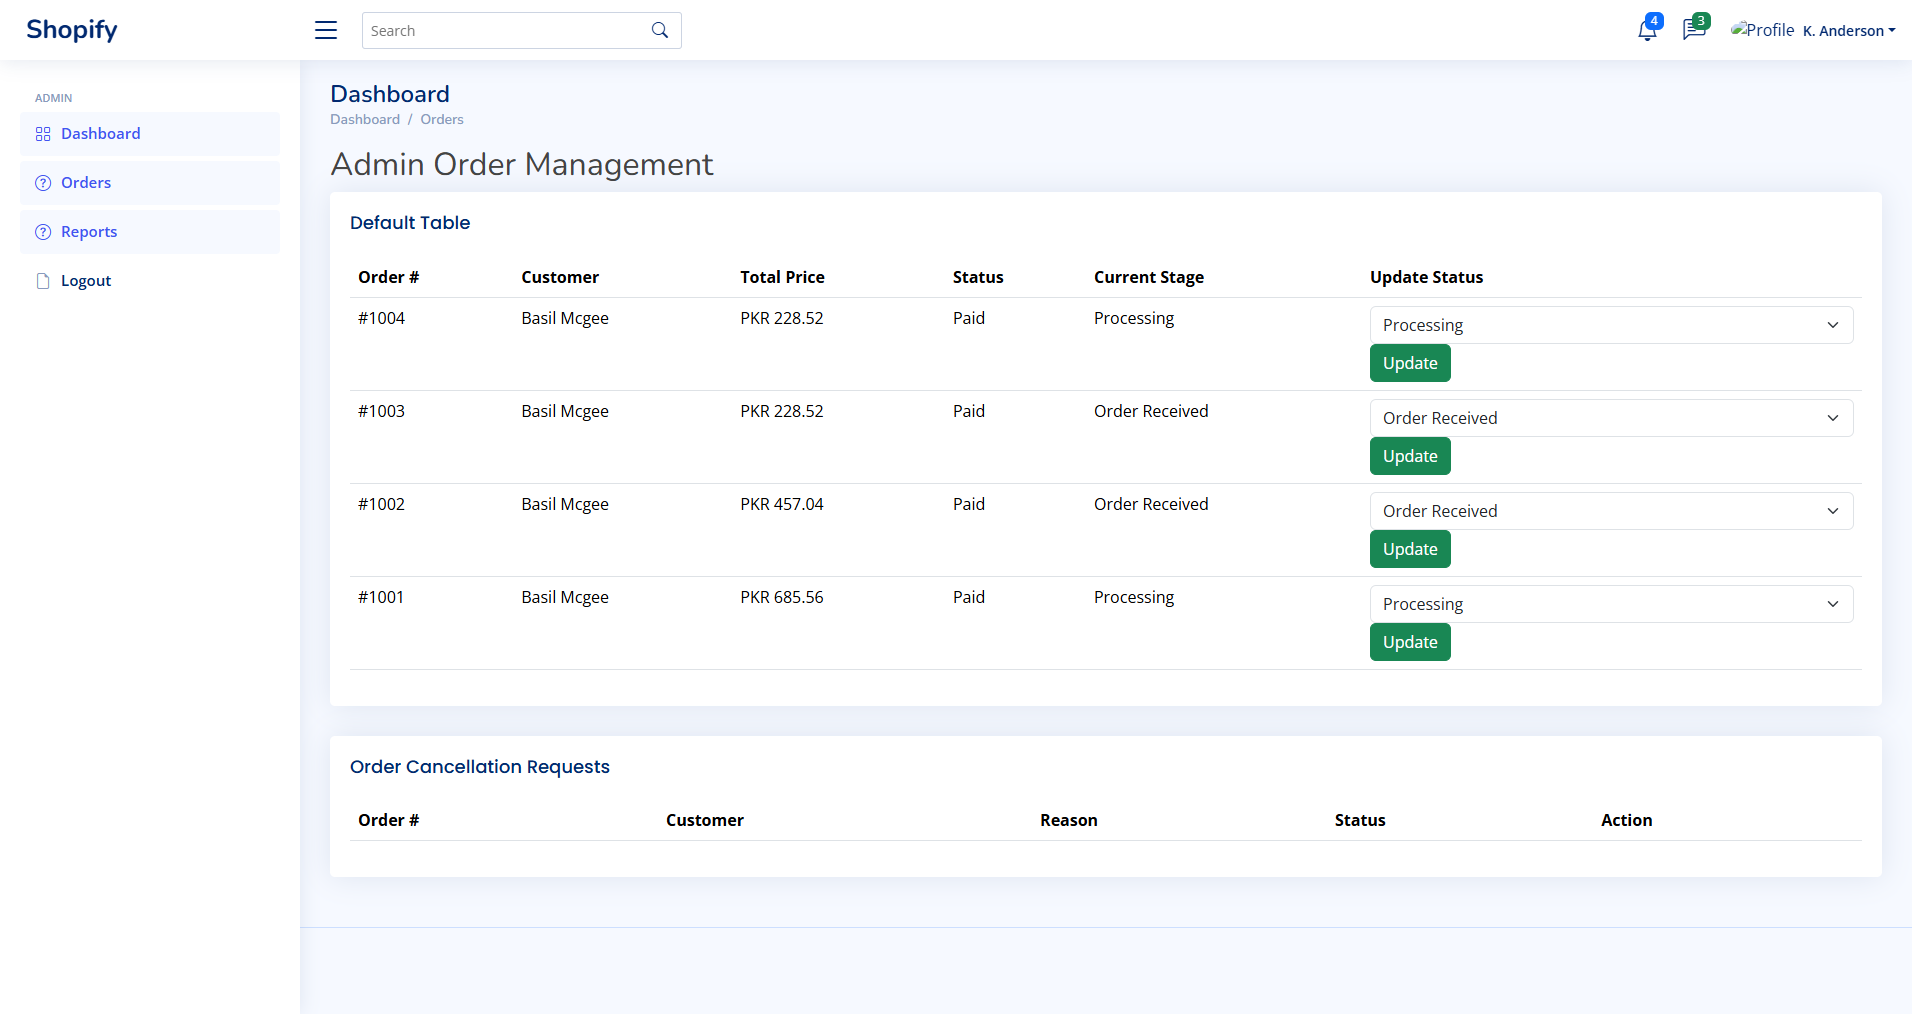 Shopify
Search
4
3
Profile K. Anderson
ADMIN
Dashboard
Orders
Reports
Logout
Dashboard
Dashboard / Orders
Admin Order Management
Default Table
Order # Customer Total Price Status Current Stage Update Status
#1004 Basil Mcgee PKR 228.52 Paid Processing Processing
Update
#1003 Basil Mcgee PKR 228.52 Paid Order Received Order Received
Update
#1002 Basil Mcgee PKR 457.04 Paid Order Received Order Received
Update
#1001 Basil Mcgee PKR 685.56 Paid Processing Processing
Update
Order Cancellation Requests
Order # Customer Reason Status Action